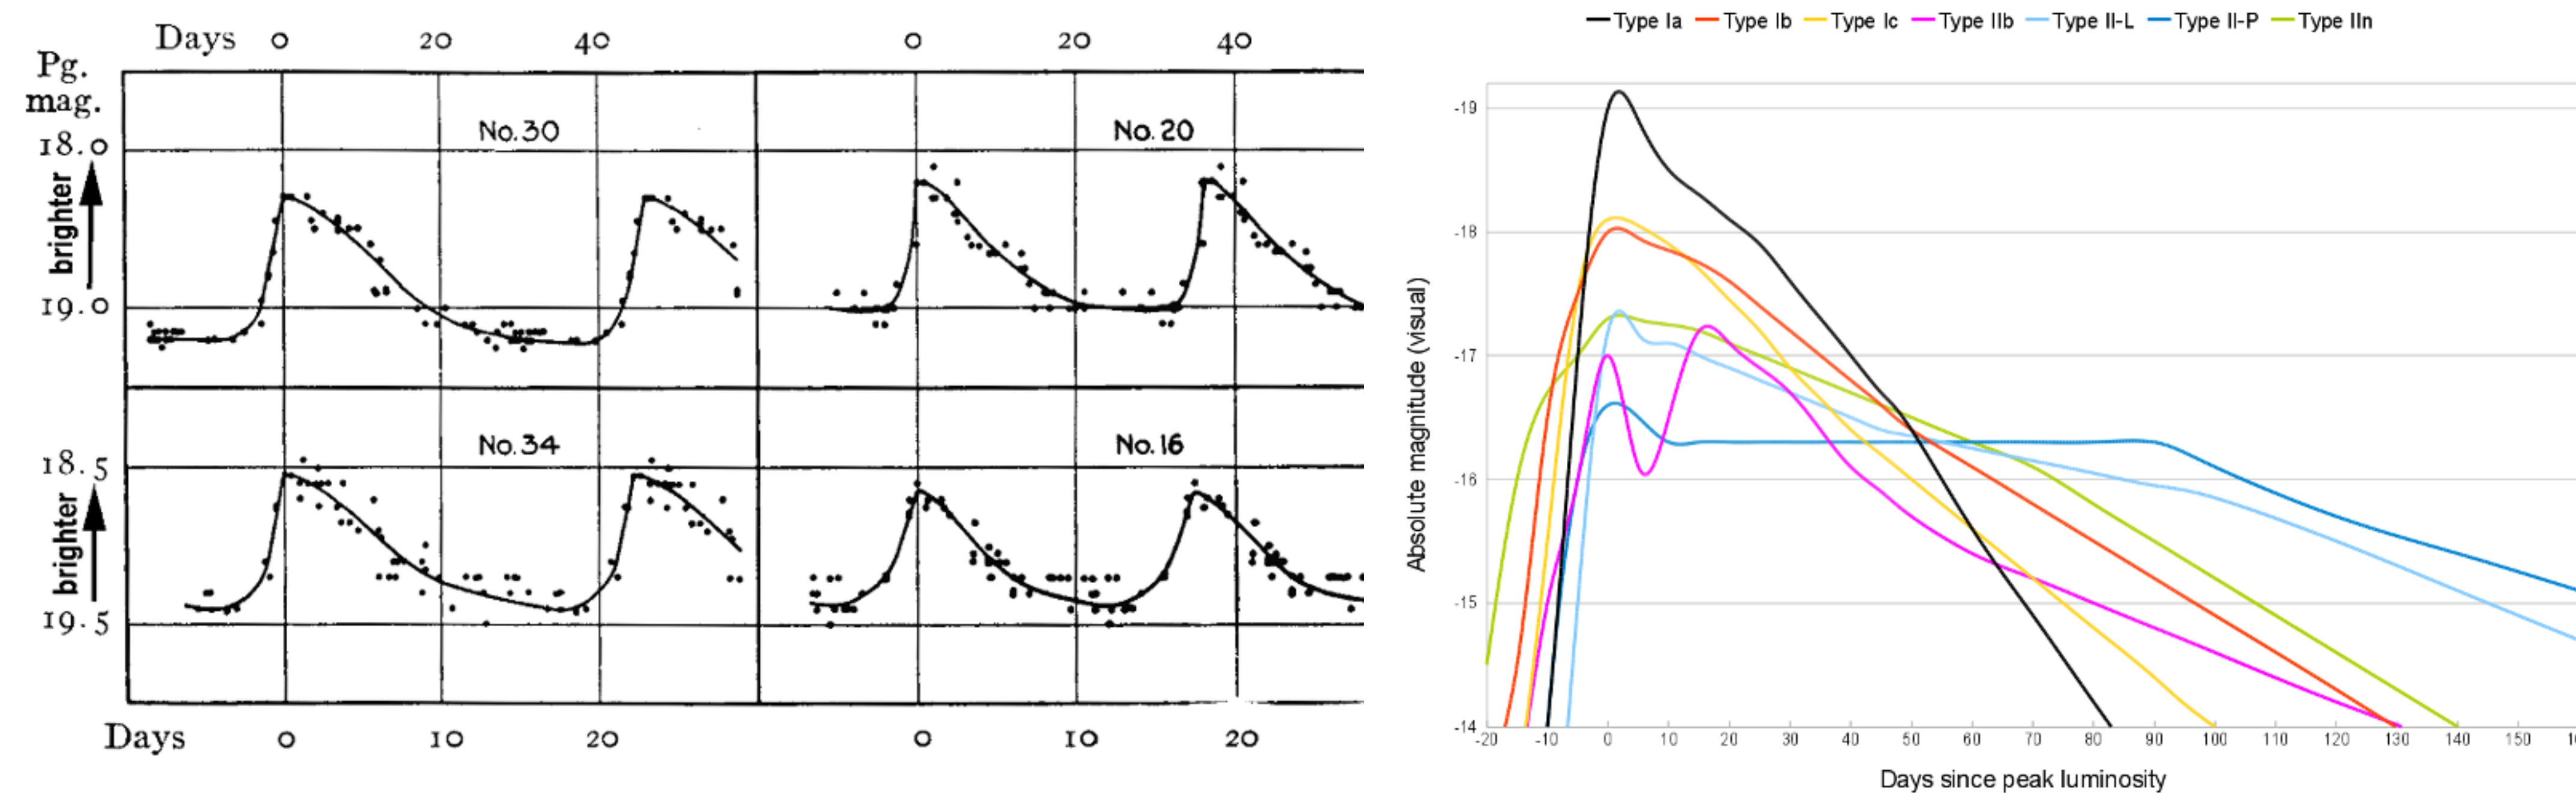 Days 0 20 40 0 20 40
Pg.
mag.
18.0
brighter
19.0
No.30
No.20
18.5
brighter
19.5
No.34
No.16
Days 0 10 20 0 10 20
Type Ia Type Ib Type Ic Type IIb Type II-L Type II-P Type IIn
Absolute magnitude (visual)
-19
-18
-17
-16
-15
-14
-20 -10 0 10 20 30 40 50 60 70 80 90 100 110 120 130 140 150
Days since peak luminosity